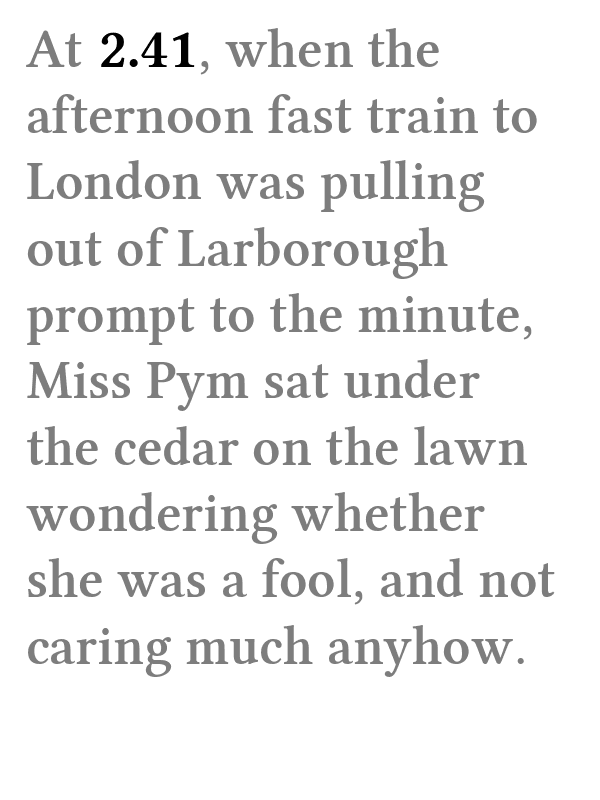 At 2.41, when the
afternoon fast train to
London was pulling
out of Larborough
prompt to the minute,
Miss Pym sat under
the cedar on the lawn
wondering whether
she was a fool, and not
caring much anyhow.